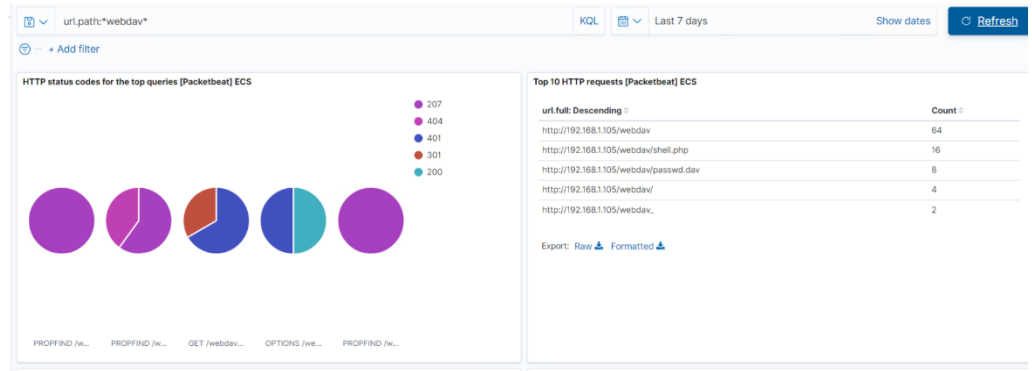 url.path:*webdav*
KQL
Last 7 days
Show dates
Refresh
+ Add filter
HTTP status codes for the top queries [Packetbeat] ECS
207
404
401
301
200
PROPFIND /w...
PROPFIND /w...
GET /webdav...
OPTIONS /we...
PROPFIND /w...
Top 10 HTTP requests [Packetbeat] ECS
url.full: Descending Count
http://192.168.1.105/webdav 64
http://192.168.1.105/webdav/shell.php 16
http://192.168.1.105/webdav/passwd.dav 8
http://192.168.1.105/webdav/ 4
http://192.168.1.105/webdav_ 2
Export: Raw Formatted